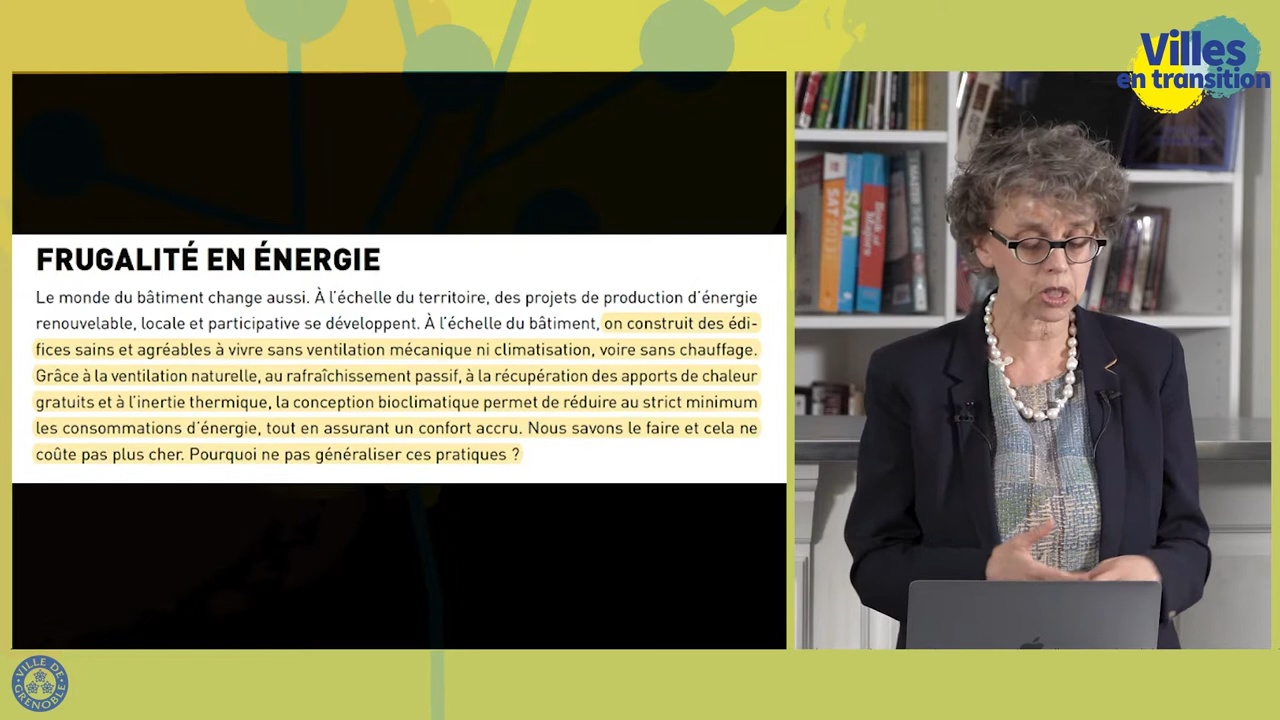 Villes
en transition
FRUGALITÉ EN ÉNERGIE
Le monde du bâtiment change aussi. À l'échelle du territoire, des projets de production d'énergie
renouvelable, locale et participative se développent. À l'échelle du bâtiment, on construit des édi-
fices sains et agréables à vivre sans ventilation mécanique ni climatisation, voire sans chauffage.
Grâce à la ventilation naturelle, au rafraîchissement passif, à la récupération des apports de chaleur
gratuits et à l'inertie thermique, la conception bioclimatique permet de réduire au strict minimum
les consommations d'énergie, tout en assurant un confort accru. Nous savons le faire et cela ne
coûte pas plus cher. Pourquoi ne pas généraliser ces pratiques ?
SAT
SAT
VILLE DE
GRENOBLE